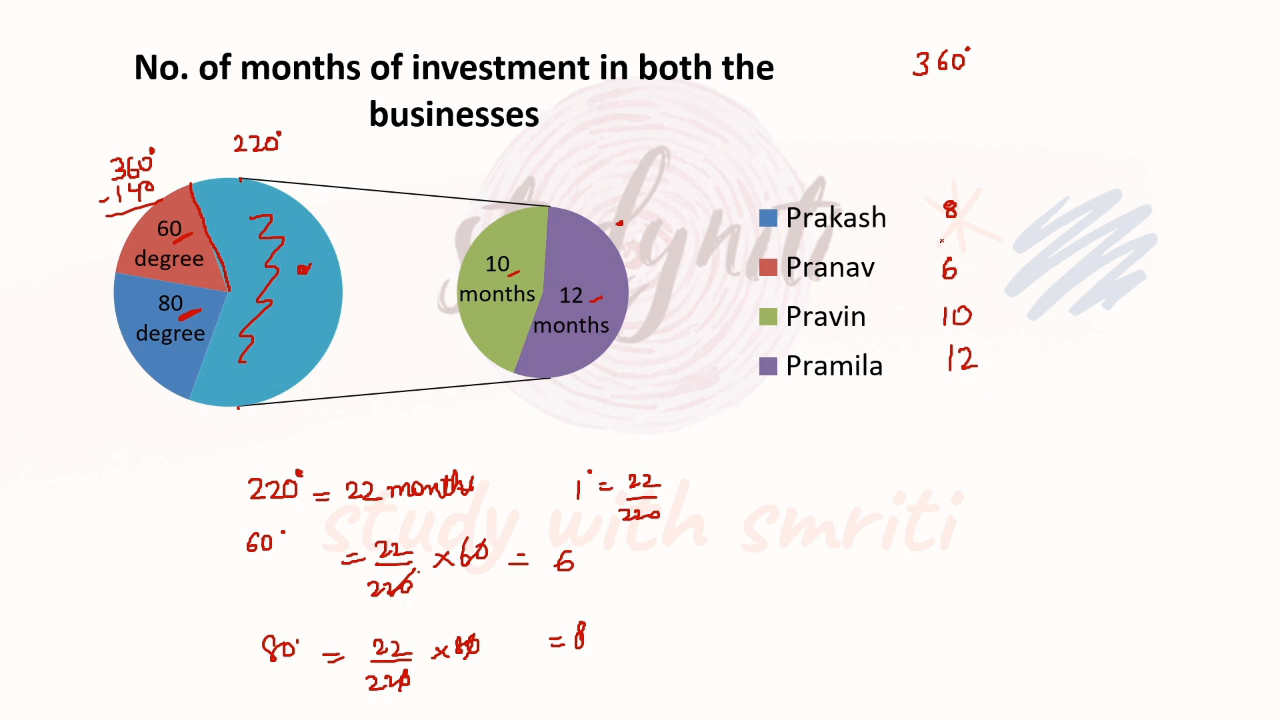 No. of months of investment in both the
businesses
360°
220°
360°
-140
60
degree
80
degree
10
months
12
months
Prakash 8
Pranav 6
Pravin 10
Pramila 12
studyniti
220° = 22 months 1° = 22/220
60° = 22/220 × 60 = 6
80° = 22/220 × 80 = 8
study with smriti